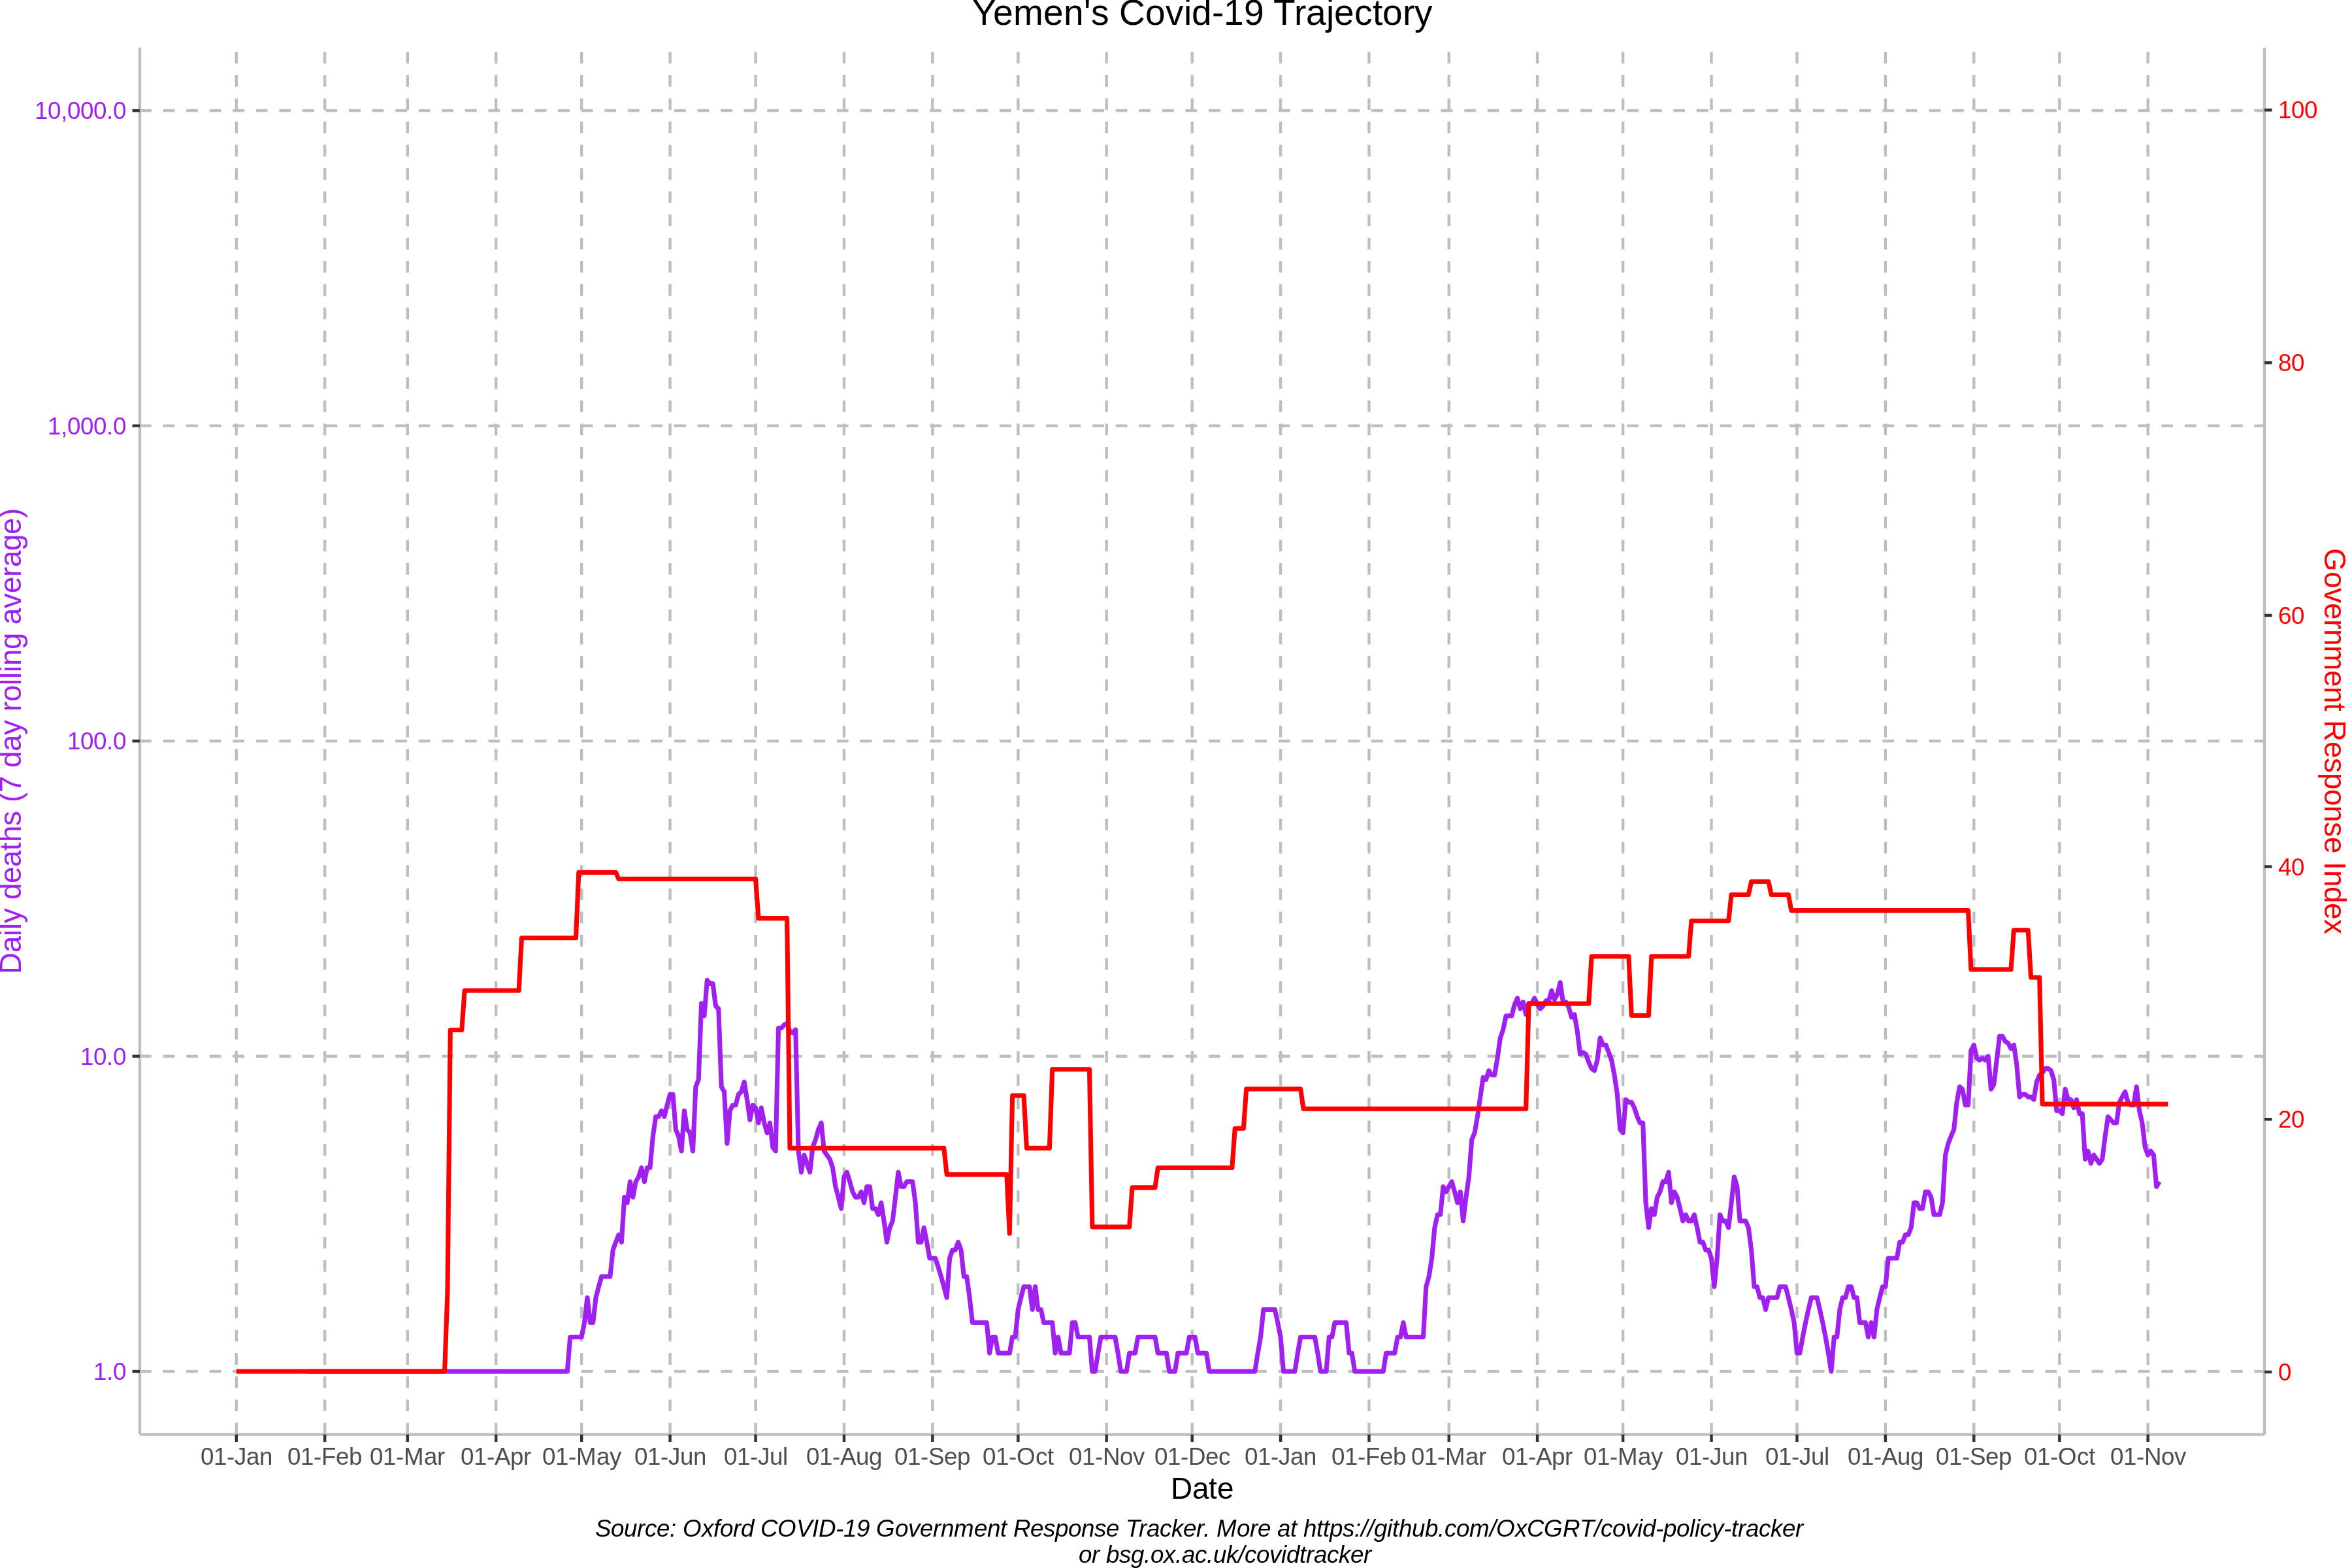 Yemen's Covid-19 Trajectory
Daily deaths (7 day rolling average)
10,000.0
1,000.0
100.0
10.0
1.0
Government Response Index
100
80
60
40
20
0
01-Jan 01-Feb 01-Mar 01-Apr 01-May 01-Jun 01-Jul 01-Aug 01-Sep 01-Oct 01-Nov 01-Dec 01-Jan 01-Feb 01-Mar 01-Apr 01-May 01-Jun 01-Jul 01-Aug 01-Sep 01-Oct 01-Nov
Date
Source: Oxford COVID-19 Government Response Tracker. More at https://github.com/OxCGRT/covid-policy-tracker
or bsg.ox.ac.uk/covidtracker